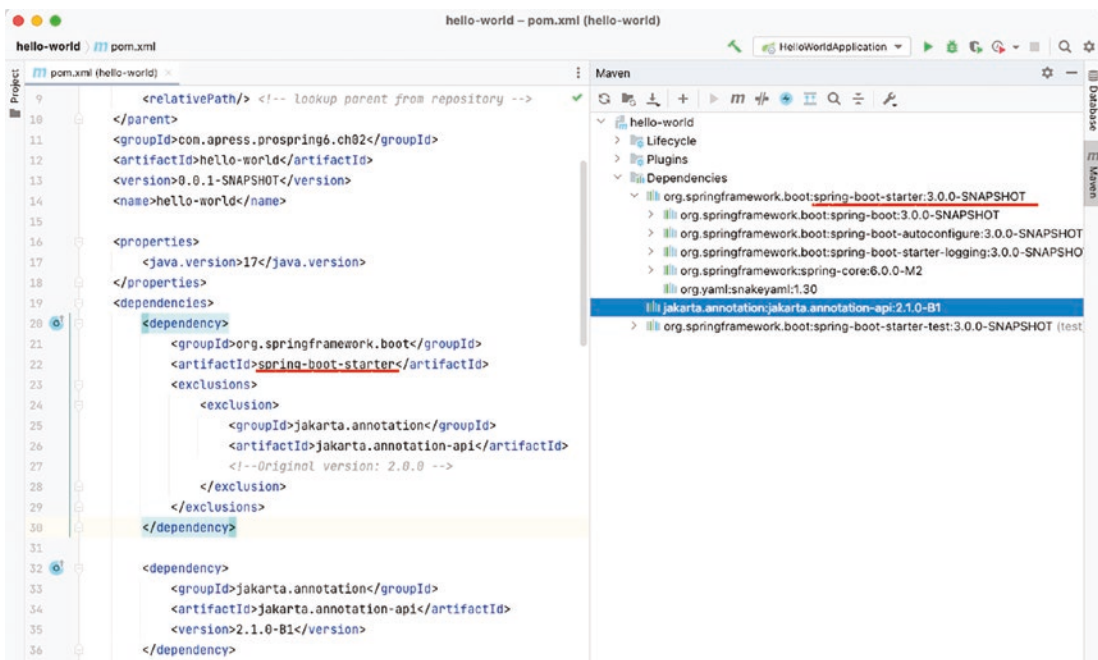 hello-world – pom.xml (hello-world)
hello-world pom.xml
HelloWorldApplication
Project
pom.xml (hello-world)
9 <relativePath/> <!-- lookup parent from repository -->
10 </parent>
11 <groupId>com.apress.prospring6.ch02</groupId>
12 <artifactId>hello-world</artifactId>
13 <version>0.0.1-SNAPSHOT</version>
14 <name>hello-world</name>
15
16 <properties>
17 <java.version>17</java.version>
18 </properties>
19 <dependencies>
20 <dependency>
21 <groupId>org.springframework.boot</groupId>
22 <artifactId>spring-boot-starter</artifactId>
23 <exclusions>
24 <exclusion>
25 <groupId>jakarta.annotation</groupId>
26 <artifactId>jakarta.annotation-api</artifactId>
27 <!--Original version: 2.0.0 -->
28 </exclusion>
29 </exclusions>
30 </dependency>
31
32 <dependency>
33 <groupId>jakarta.annotation</groupId>
34 <artifactId>jakarta.annotation-api</artifactId>
35 <version>2.1.0-B1</version>
36 </dependency>
Maven
hello-world
Lifecycle
Plugins
Dependencies
org.springframework.boot:spring-boot-starter:3.0.0-SNAPSHOT
org.springframework.boot:spring-boot:3.0.0-SNAPSHOT
org.springframework.boot:spring-boot-autoconfigure:3.0.0-SNAPSHOT
org.springframework.boot:spring-boot-starter-logging:3.0.0-SNAPSHO
org.springframework:spring-core:6.0.0-M2
org.yaml:snakeyaml:1.30
jakarta.annotation:jakarta.annotation-api:2.1.0-B1
org.springframework.boot:spring-boot-starter-test:3.0.0-SNAPSHOT (test
Database
Maven